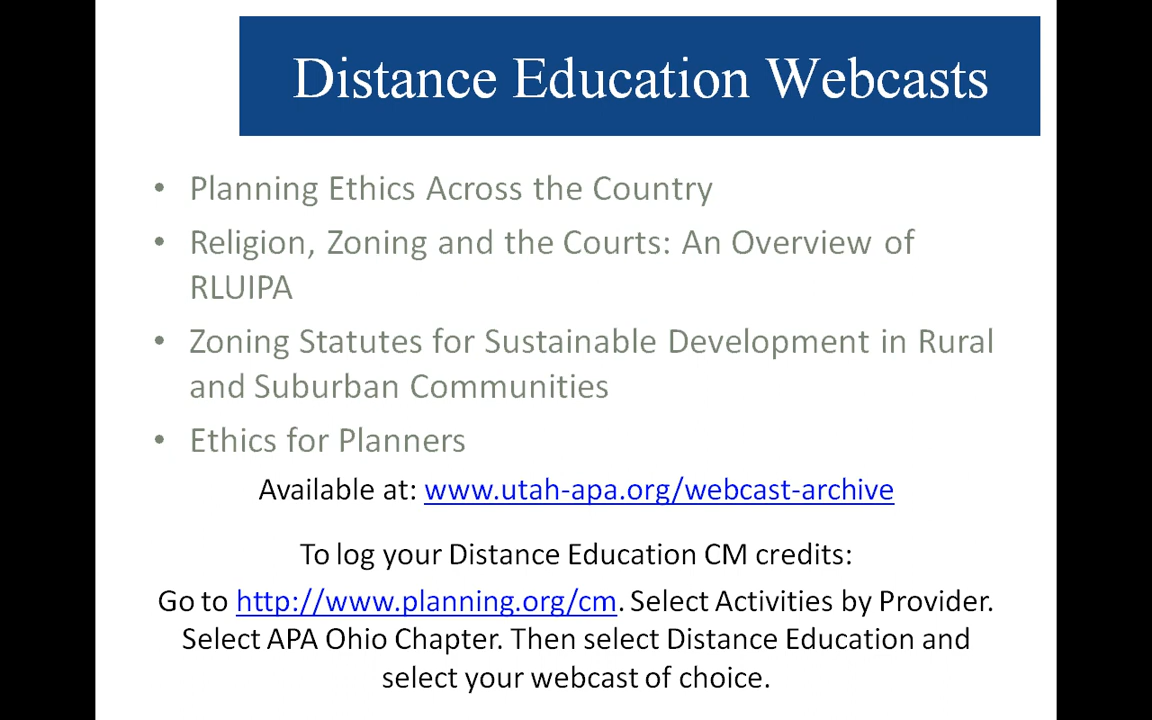 Distance Education Webcasts
• Planning Ethics Across the Country
• Religion, Zoning and the Courts: An Overview of
RLUIPA
• Zoning Statutes for Sustainable Development in Rural
and Suburban Communities
• Ethics for Planners
Available at: www.utah-apa.org/webcast-archive
To log your Distance Education CM credits:
Go to http://www.planning.org/cm. Select Activities by Provider.
Select APA Ohio Chapter. Then select Distance Education and
select your webcast of choice.